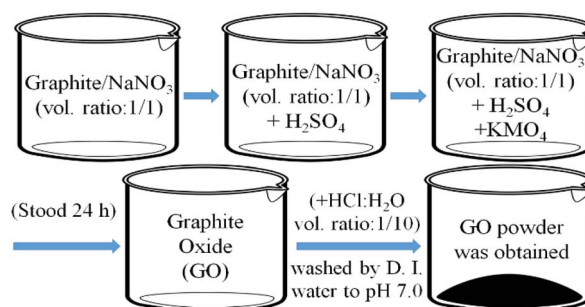 Graphite/NaNO₃
(vol. ratio:1/1)
Graphite/NaNO₃
(vol. ratio:1/1)
+ H₂SO₄
Graphite/NaNO₃
(vol. ratio:1/1)
+ H₂SO₄
+KMO₄
(Stood 24 h)
Graphite
Oxide
(GO)
(+HCl:H₂O
vol. ratio:1/10)
washed by D. I.
water to pH 7.0
GO powder
was obtained